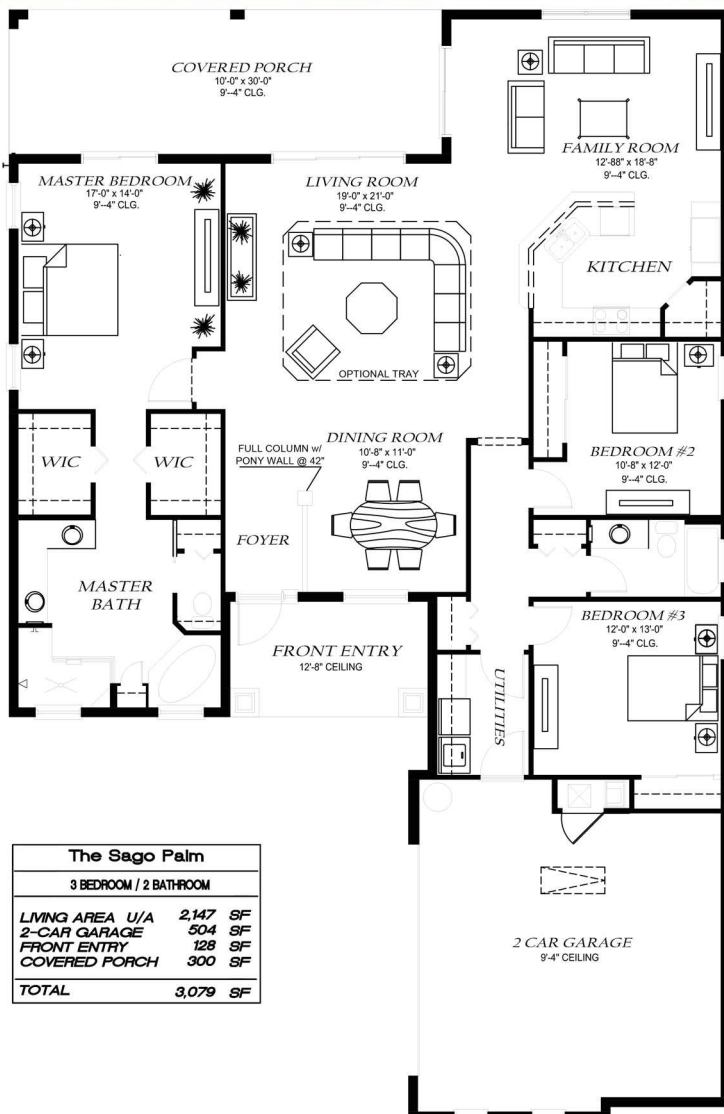 COVERED PORCH
10'-0" x 30'-0"
9'--4" CLG.
FAMILY ROOM
12'-88" x 18'-8"
9'--4" CLG.
MASTER BEDROOM
17'-0" x 14'-0"
9'--4" CLG.
LIVING ROOM
19'-0" x 21'-0"
9'--4" CLG.
KITCHEN
OPTIONAL TRAY
WIC
WIC
FULL COLUMN w/
PONY WALL @ 42"
DINING ROOM
10'-8" x 11'-0"
9'--4" CLG.
BEDROOM #2
10'-8" x 12'-0"
9'--4" CLG.
FOYER
MASTER
BATH
FRONT ENTRY
12'-8" CEILING
BEDROOM #3
12'-0" x 13'-0"
9'--4" CLG.
UTILITIES
2 CAR GARAGE
9'-4" CEILING
The Sago Palm
3 BEDROOM / 2 BATHROOM
LIVING AREA U/A 2,147 SF
2-CAR GARAGE 504 SF
FRONT ENTRY 128 SF
COVERED PORCH 300 SF
TOTAL 3,079 SF